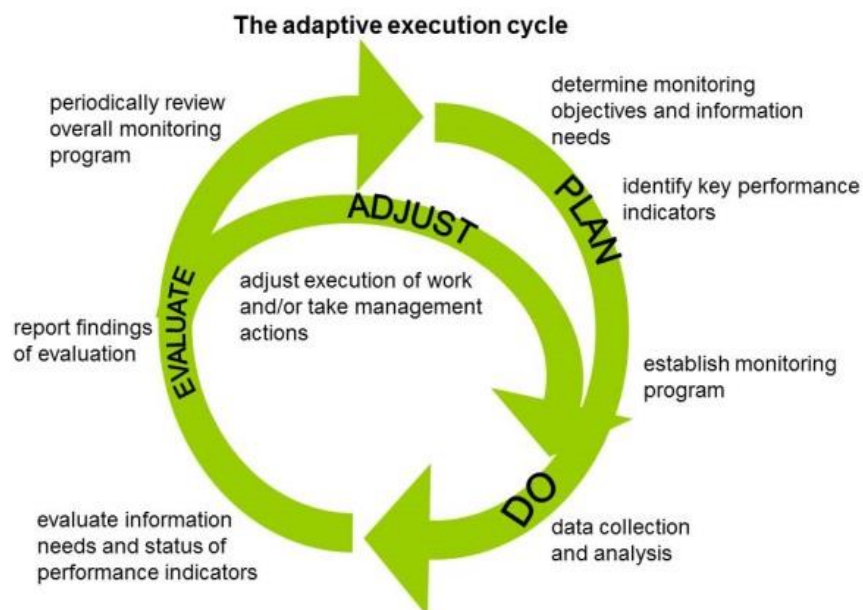 The adaptive execution cycle
periodically review
overall monitoring
program
determine monitoring
objectives and information
needs
PLAN
identify key performance
indicators
ADJUST
adjust execution of work
and/or take management
actions
EVALUATE
report findings
of evaluation
establish monitoring
program
DO
data collection
and analysis
evaluate information
needs and status of
performance indicators